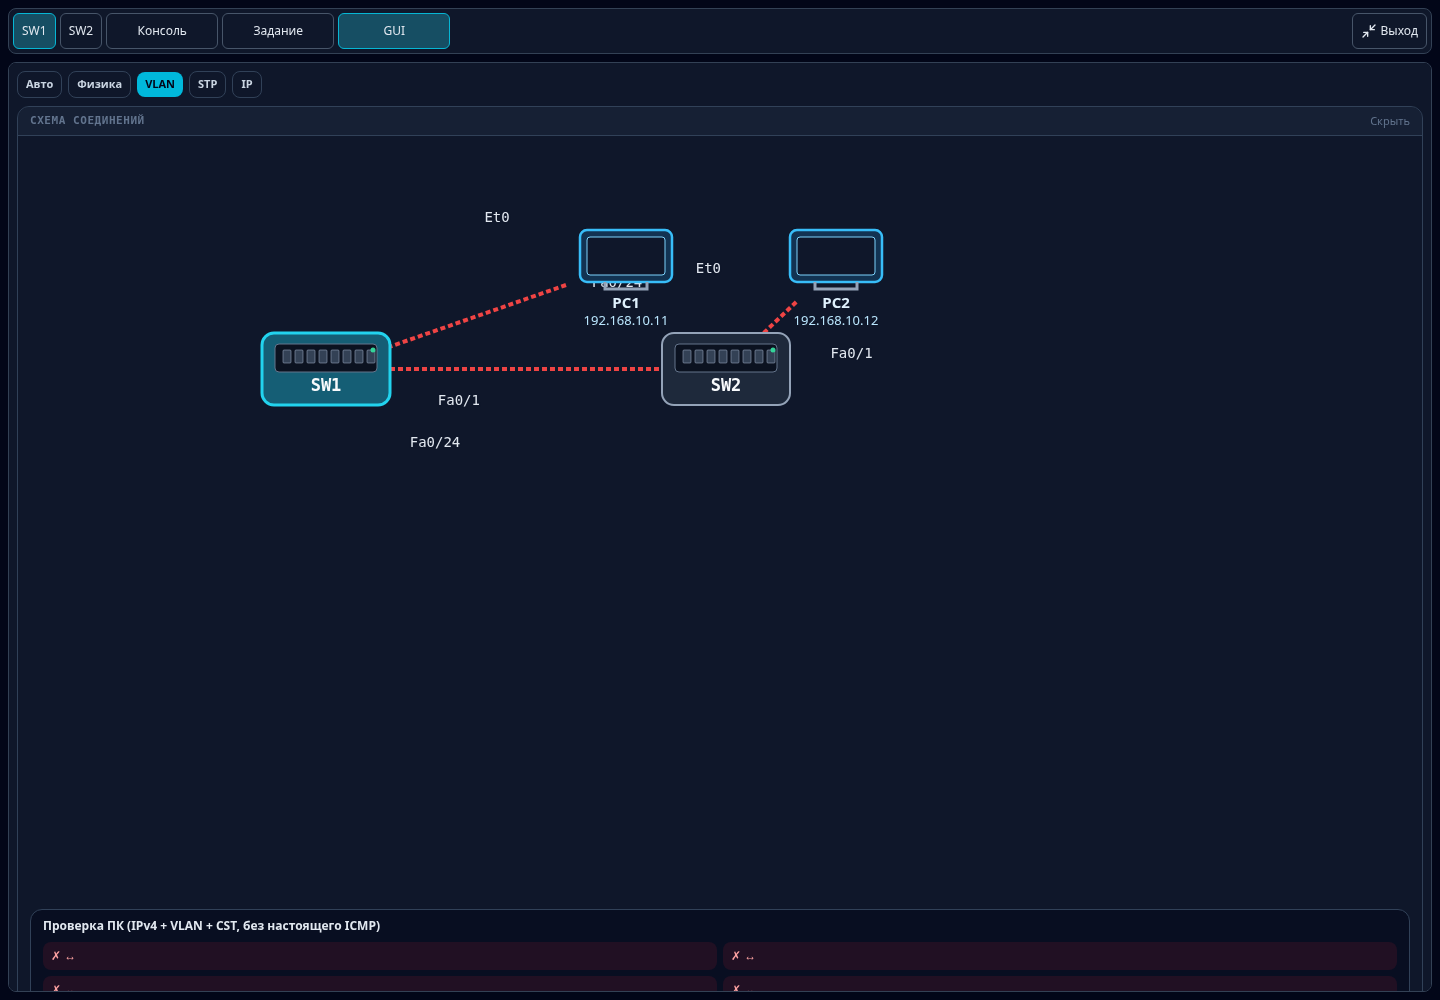 SW1 SW2 Консоль Задание GUI Выход
Авто Физика VLAN STP IP
СХЕМА СОЕДИНЕНИЙ Скрыть
Et0
Et0
Fa0/24
PC1 PC2
192.168.10.11 192.168.10.12
Fa0/1
SW1 SW2
Fa0/1
Fa0/24
Проверка ПК (IPv4 + VLAN + CST, без настоящего ICMP)
✗ ↔ ✗ ↔
✗ ✗